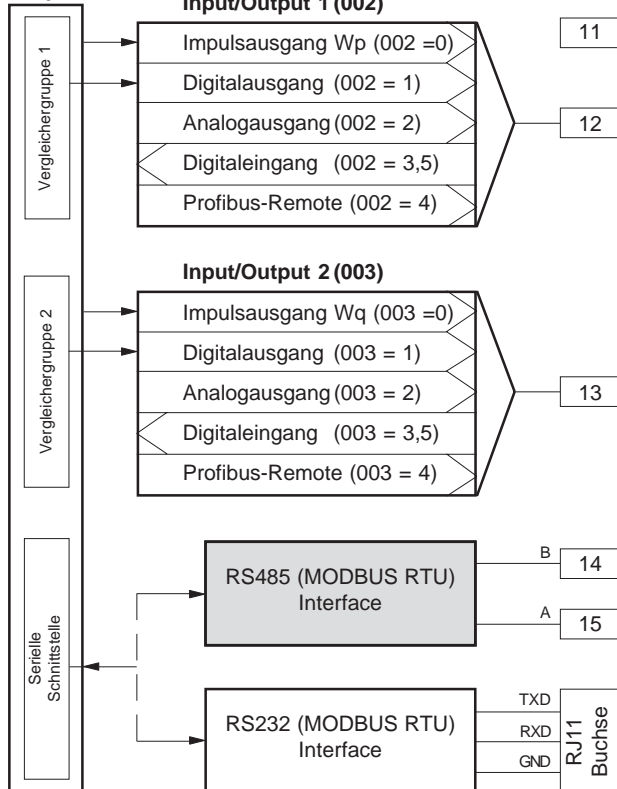 Input/Output 1 (002)
11
Vergleichergruppe 1
Impulsausgang Wp (002 =0)
Digitalausgang (002 = 1)
Analogausgang (002 = 2)
12
Digitaleingang (002 = 3,5)
Profibus-Remote (002 = 4)
Input/Output 2 (003)
Vergleichergruppe 2
Impulsausgang Wq (003 =0)
Digitalausgang (003 = 1)
Analogausgang (003 = 2)
13
Digitaleingang (003 = 3,5)
Profibus-Remote (003 = 4)
Serielle
Schnittstelle
RS485 (MODBUS RTU)
Interface
B
14
A
15
RS232 (MODBUS RTU)
Interface
TXD
RXD
GND
RJ11
Buchse